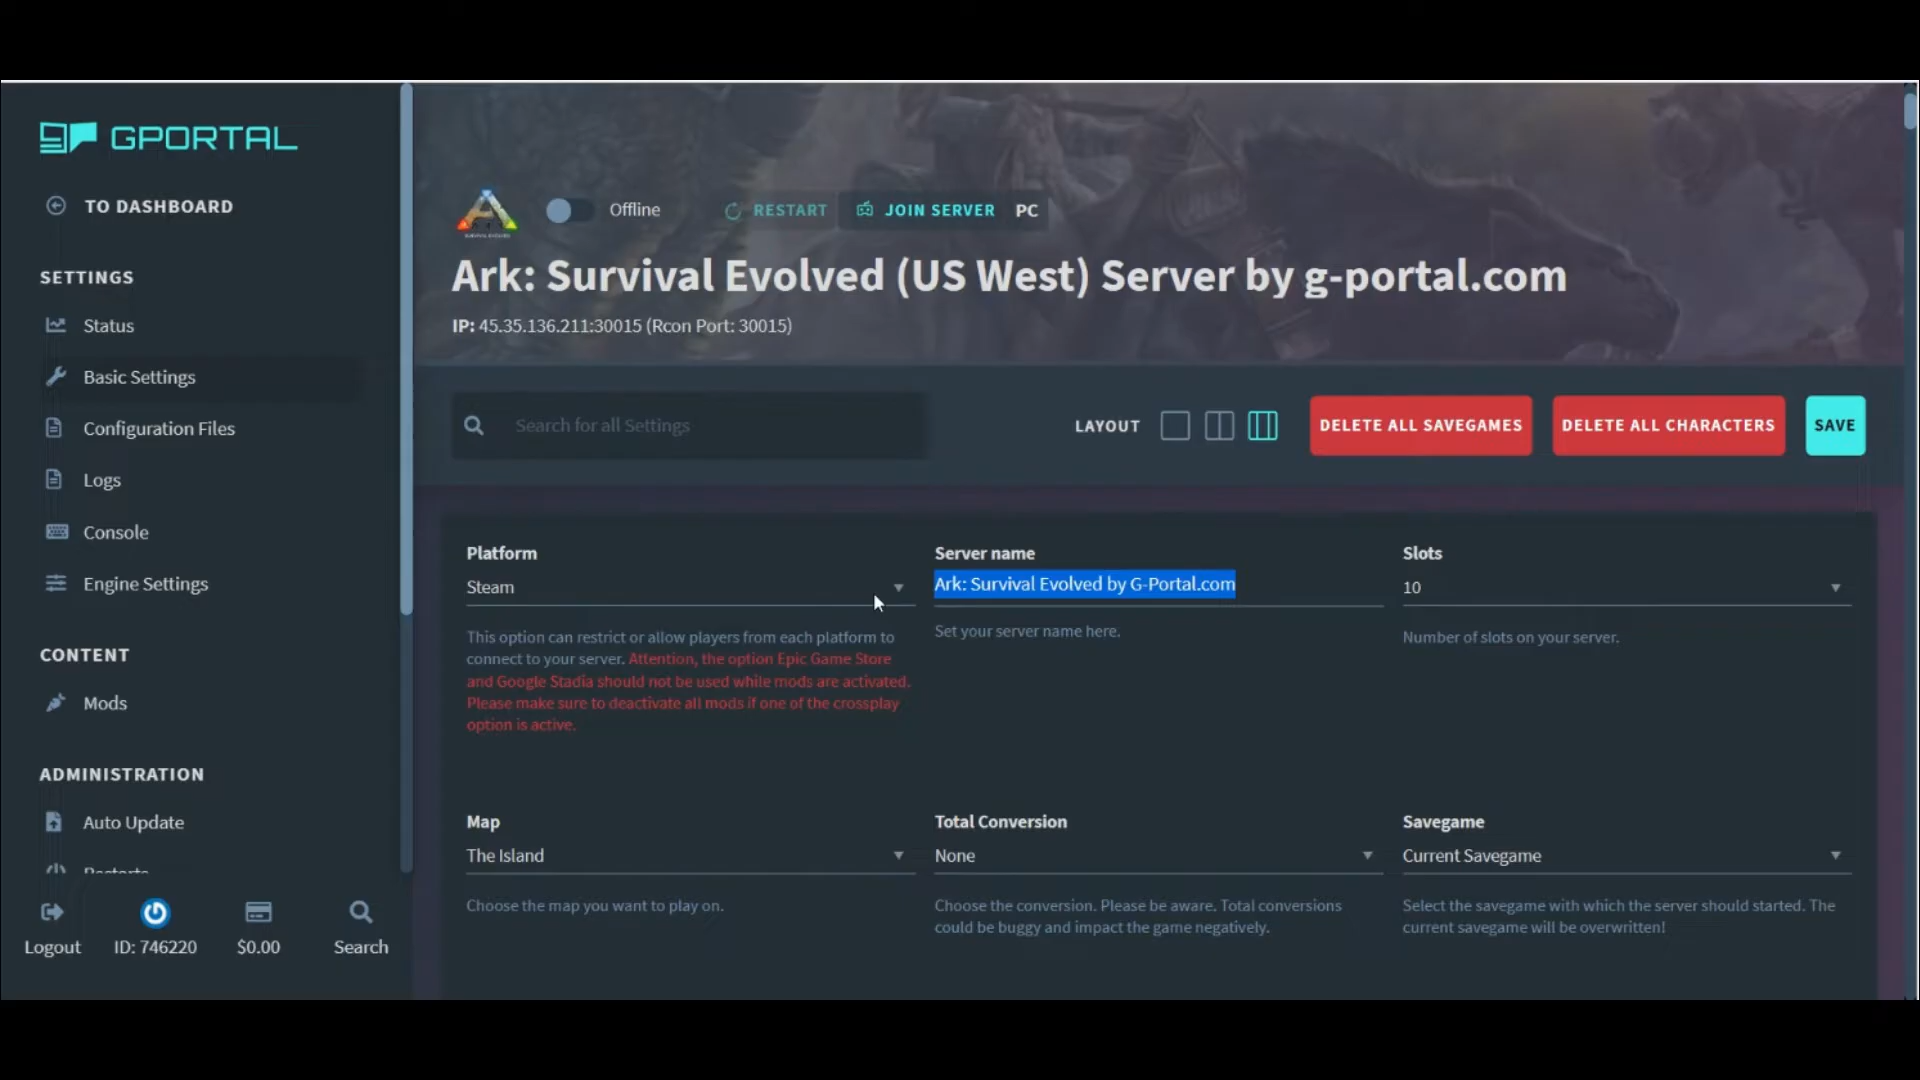 GPORTAL
TO DASHBOARD
SETTINGS
Status
Basic Settings
Configuration Files
Logs
Console
Engine Settings
CONTENT
Mods
ADMINISTRATION
Auto Update
Restarts
Logout
ID: 746220
$0.00
Search
Offline
RESTART
JOIN SERVER
PC
Ark: Survival Evolved (US West) Server by g-portal.com
IP: 45.35.136.211:30015 (Rcon Port: 30015)
Search for all Settings
LAYOUT
DELETE ALL SAVEGAMES
DELETE ALL CHARACTERS
SAVE
Platform
Steam
This option can restrict or allow players from each platform to
connect to your server. Attention, the option Epic Game Store
and Google Stadia should not be used while mods are activated.
Please make sure to deactivate all mods if one of the crossplay
option is active.
Server name
Ark: Survival Evolved by G-Portal.com
Set your server name here.
Slots
10
Number of slots on your server.
Map
The Island
Choose the map you want to play on.
Total Conversion
None
Choose the conversion. Please be aware. Total conversions
could be buggy and impact the game negatively.
Savegame
Current Savegame
Select the savegame with which the server should started. The
current savegame will be overwritten!